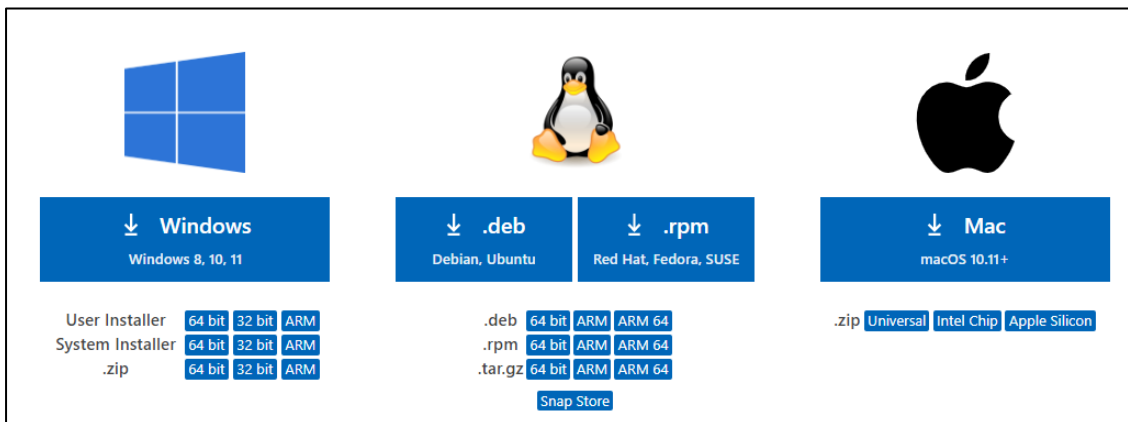 Windows
Windows 8, 10, 11
User Installer 64 bit 32 bit ARM
System Installer 64 bit 32 bit ARM
.zip 64 bit 32 bit ARM
.deb
Debian, Ubuntu
.rpm
Red Hat, Fedora, SUSE
.deb 64 bit ARM ARM 64
.rpm 64 bit ARM ARM 64
.tar.gz 64 bit ARM ARM 64
Snap Store
Mac
macOS 10.11+
.zip Universal Intel Chip Apple Silicon